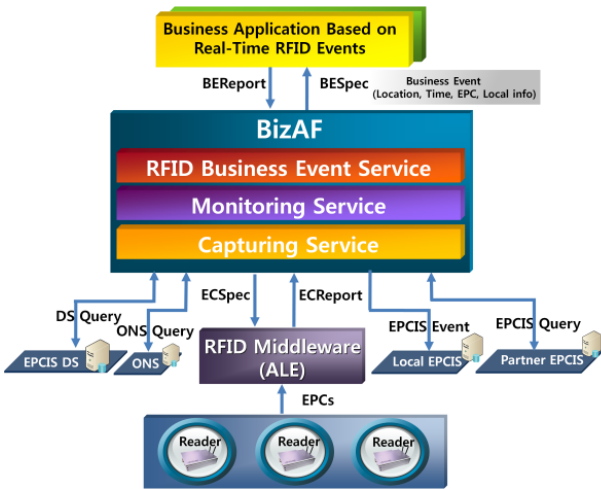 Business Application Based on
Real-Time RFID Events
BEReport
BESpec
Business Event
(Location, Time, EPC, Local info)
BizAF
RFID Business Event Service
Monitoring Service
Capturing Service
DS Query
ONS Query
ECSpec
ECReport
EPCIS Event
EPCIS Query
EPCIS DS
ONS
RFID Middleware
(ALE)
Local EPCIS
Partner EPCIS
EPCs
Reader
Reader
Reader